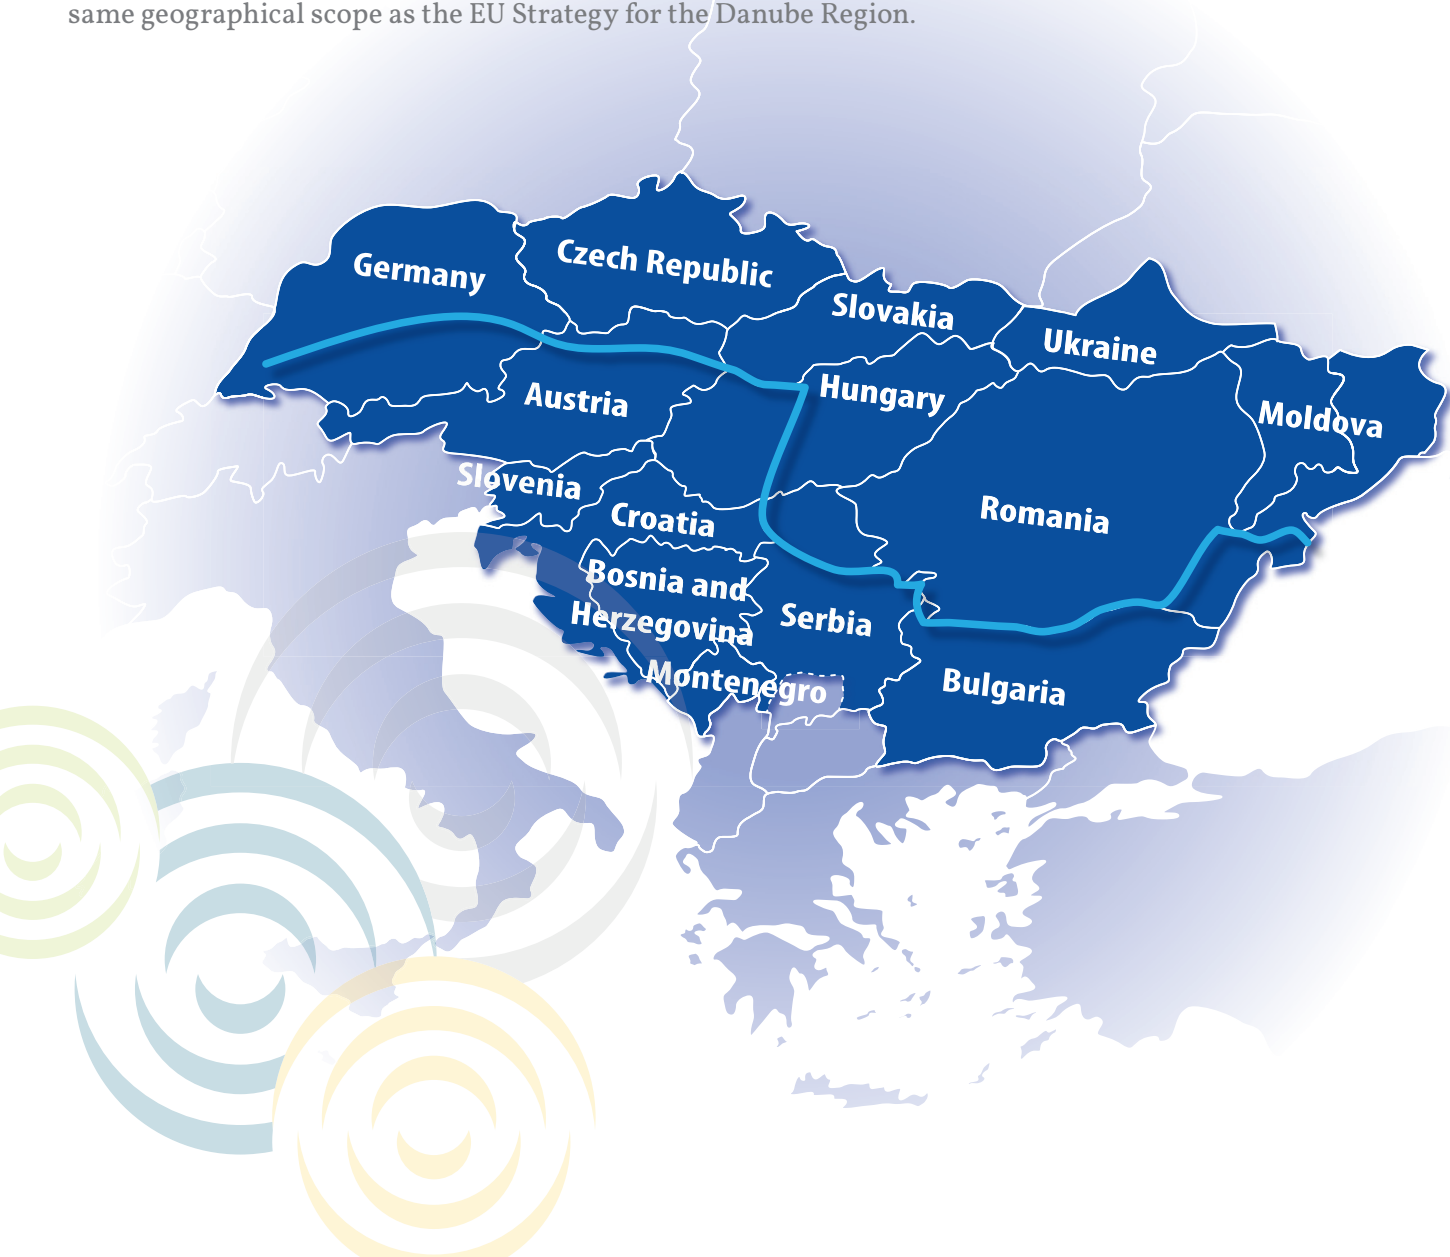 same geographical scope as the EU Strategy for the Danube Region.
Germany
Czech Republic
Slovakia
Ukraine
Austria
Hungary
Moldova
Slovenia
Croatia
Romania
Bosnia and
Herzegovina
Serbia
Montenegro
Bulgaria